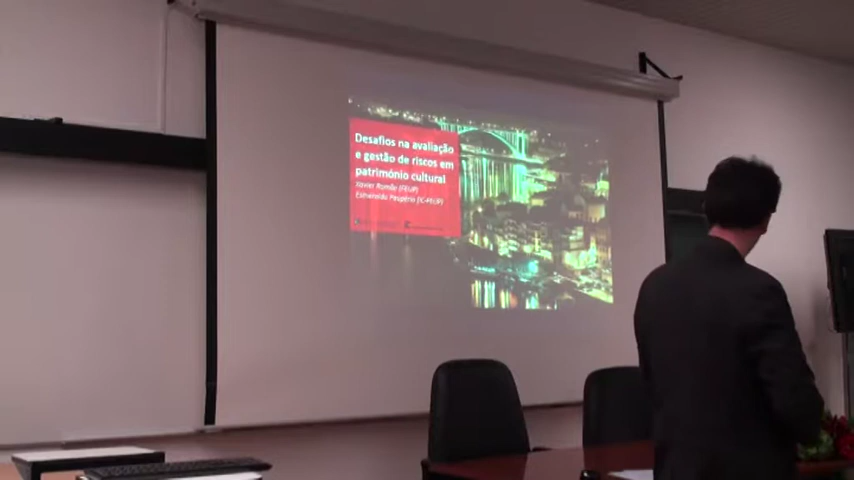 Desafios na avaliação
e gestão de riscos em
património cultural
Xavier Romão (FEUP)
Esmeralda Paupério (IC-FEUP)